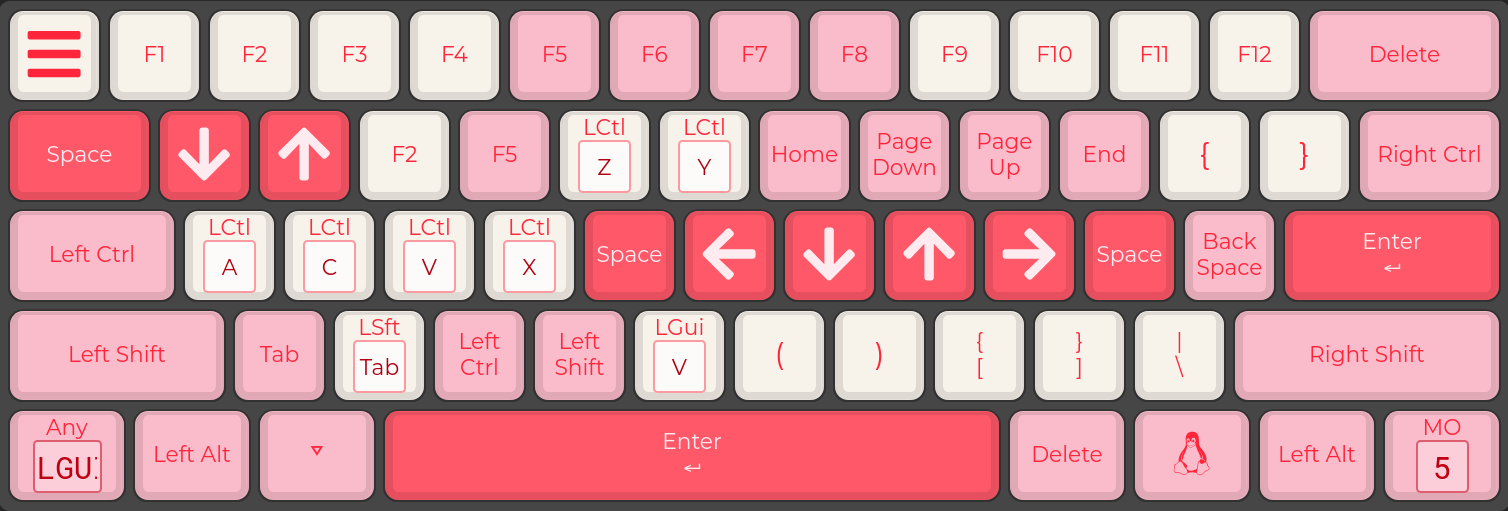 F1 F2 F3 F4 F5 F6 F7 F8 F9 F10 F11 F12 Delete
Space F2 F5 LCtl Z LCtl Y Home Page Down Page Up End { } Right Ctrl
Left Ctrl LCtl A LCtl C LCtl V LCtl X Space Space Back Space Enter
Left Shift Tab LSft Tab Left Ctrl Left Shift LGui V ( ) { [ } ] | \ Right Shift
Any LGU Left Alt ▿ Enter Delete Left Alt MO 5